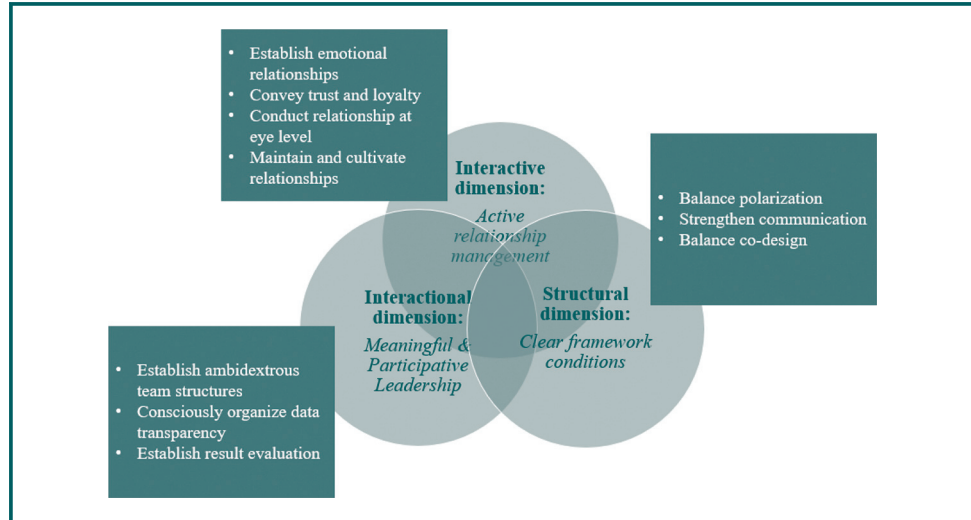 • Establish emotional
relationships
• Convey trust and loyalty
• Conduct relationship at
eye level
• Maintain and cultivate
relationships
Interactive
dimension:
Active
relationship
management
• Balance polarization
• Strengthen communication
• Balance co-design
Interactional
dimension:
Meaningful &
Participative
Leadership
Structural
dimension:
Clear framework
conditions
• Establish ambidextrous
team structures
• Consciously organize data
transparency
• Establish result evaluation